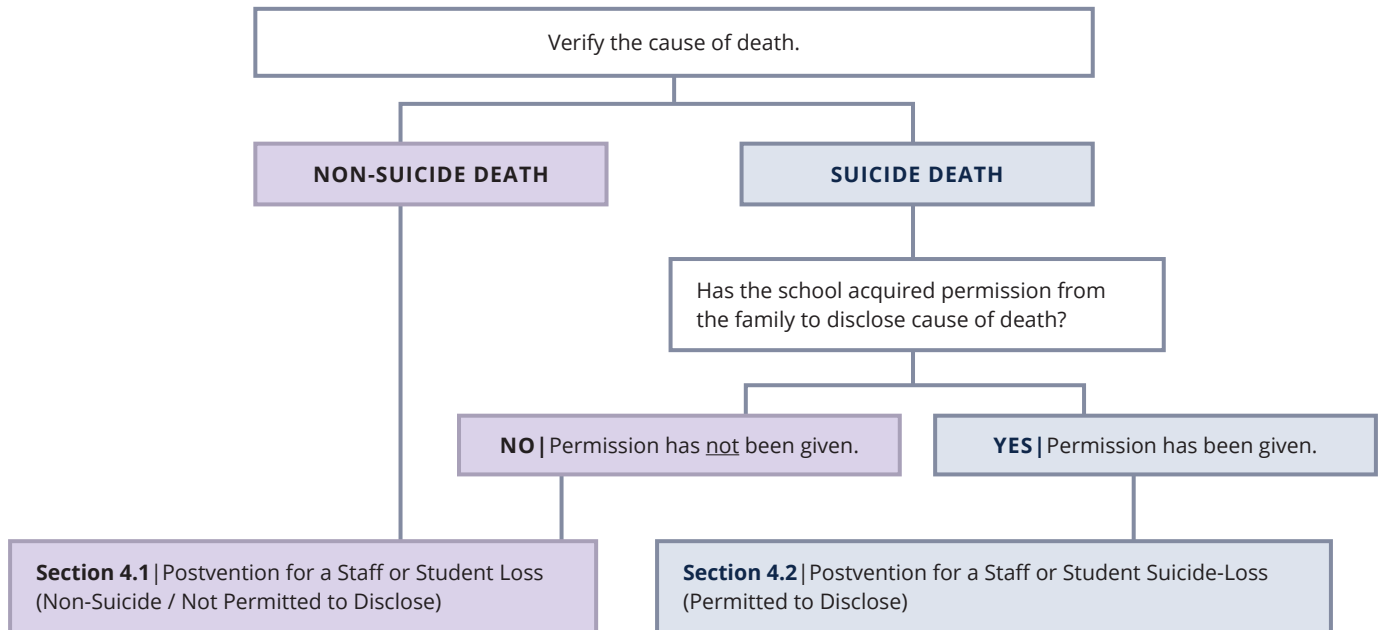 Verify the cause of death.
NON-SUICIDE DEATH
SUICIDE DEATH
Has the school acquired permission from
the family to disclose cause of death?
NO|Permission has not been given.
YES|Permission has been given.
Section 4.1|Postvention for a Staff or Student Loss
(Non-Suicide / Not Permitted to Disclose)
Section 4.2|Postvention for a Staff or Student Suicide-Loss
(Permitted to Disclose)